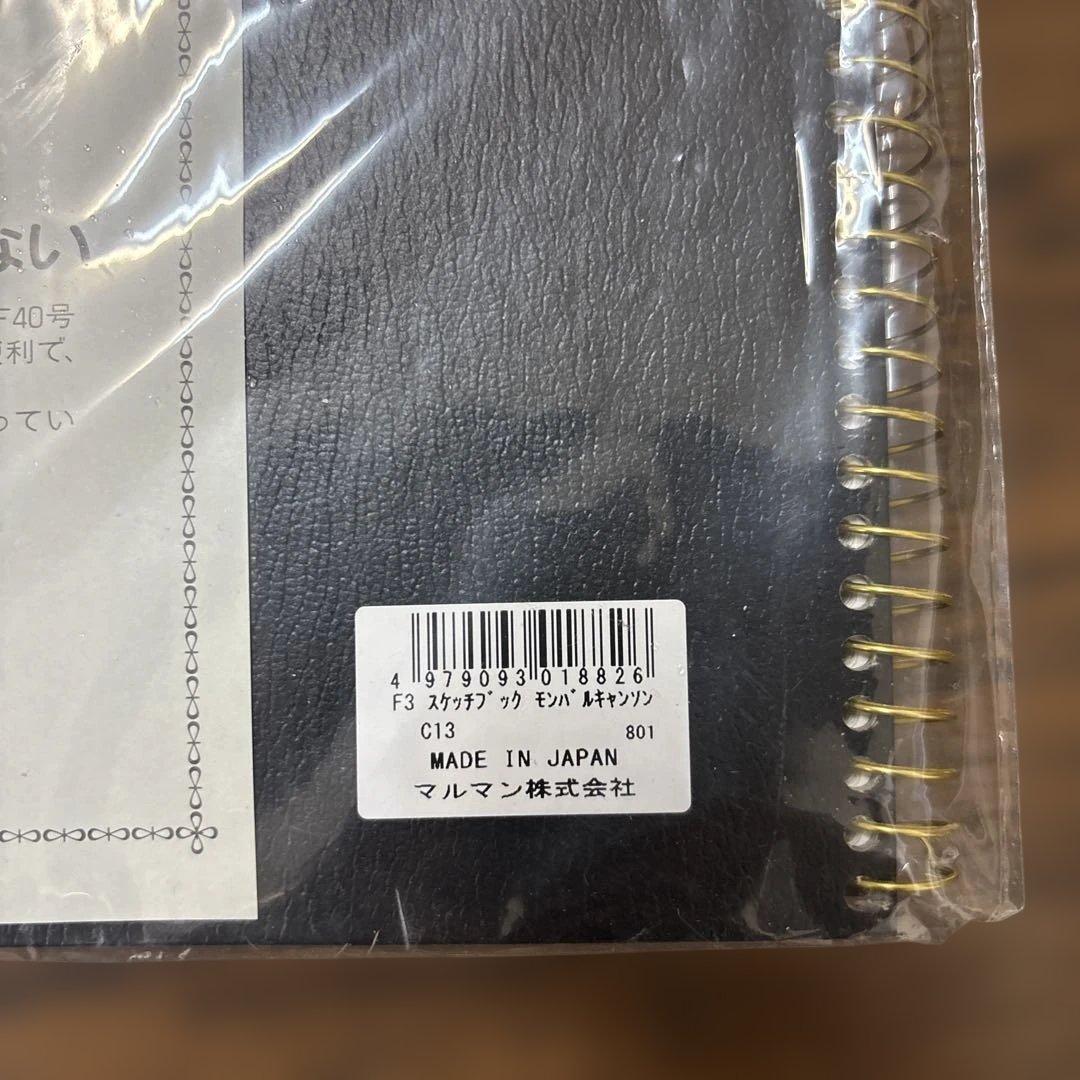 ない
F40号
便利で、
ってい
4 979093 018826
F3 ｽｹｯﾁﾌﾞｯｸ ﾓﾝﾊﾞﾙｷｬﾝｿﾝ
C13 801
MADE IN JAPAN
マルマン株式会社